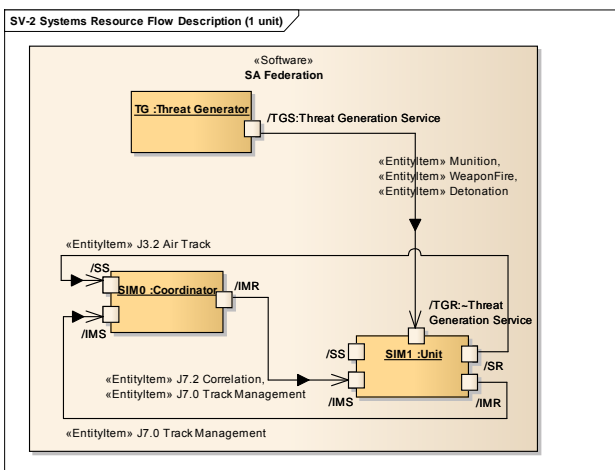 SV-2 Systems Resource Flow Description (1 unit)
«Software»
SA Federation
TG :Threat Generator
/TGS:Threat Generation Service
«EntityItem» Munition,
«EntityItem» WeaponFire,
«EntityItem» Detonation
«EntityItem» J3.2 Air Track
/SS
SIM0 :Coordinator
/IMR
/IMS
/TGR:~Threat
Generation Service
/SS
SIM1 :Unit
/SR
«EntityItem» J7.2 Correlation,
«EntityItem» J7.0 Track Management
/IMS
/IMR
«EntityItem» J7.0 Track Management